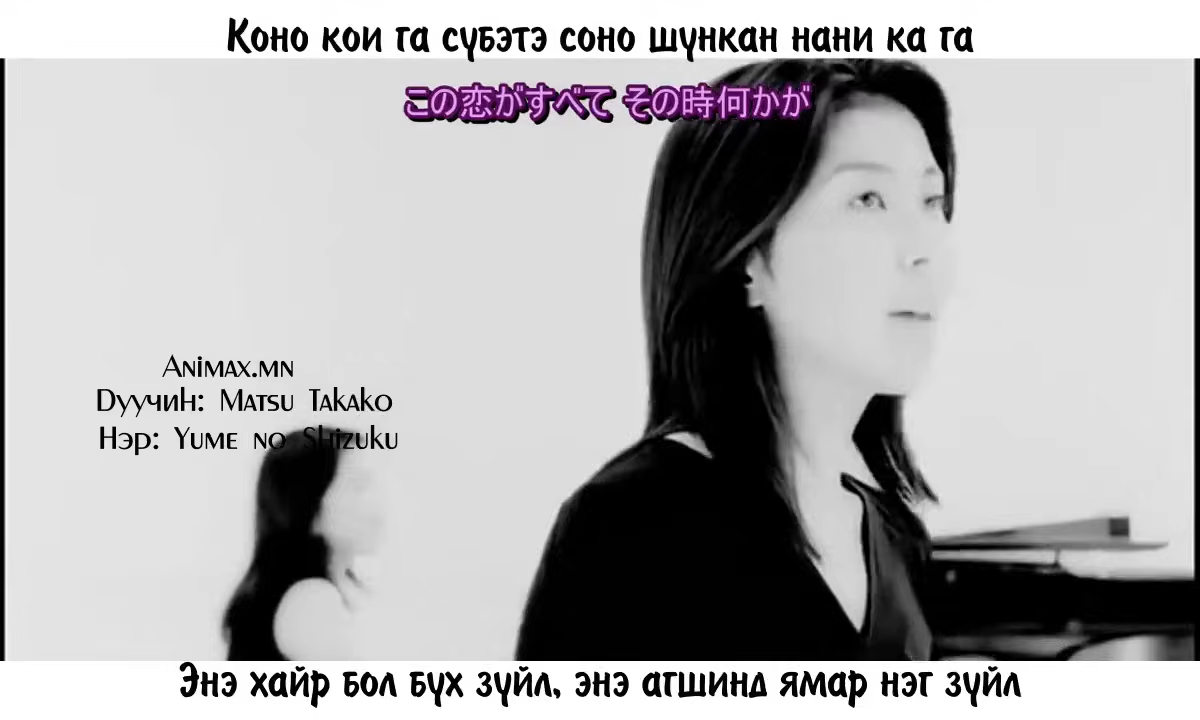 Коно кои га сүбэтэ соно шүнкан нани ка га
この恋がすべて その時何かが
Animax.mn
Дуучин: Matsu Takako
Нэр: Yume no Shizuku
Энэ хайр бол бүх зүйл, энэ агшинд ямар нэг зүйл